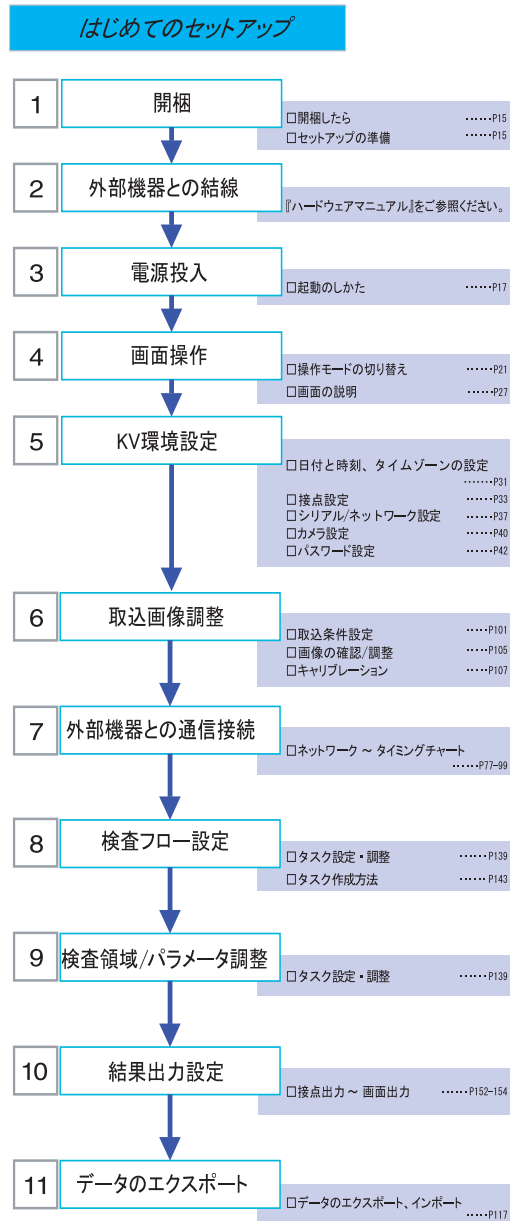 はじめてのセットアップ
1
開梱
□開梱したら ……P15
□セットアップの準備 ……P15
2
外部機器との結線
『ハードウェアマニュアル』をご参照ください。
3
電源投入
□起動のしかた ……P17
4
画面操作
□操作モードの切り替え ……P21
□画面の説明 ……P27
5
KV環境設定
□日付と時刻、タイムゾーンの設定
……P31
□接点設定 ……P33
□シリアル/ネットワーク設定 ……P37
□カメラ設定 ……P40
□パスワード設定 ……P42
6
取込画像調整
□取込条件設定 ……P101
□画像の確認/調整 ……P105
□キャリブレーション ……P107
7
外部機器との通信接続
□ネットワーク ~ タイミングチャート
……P77-99
8
検査フロー設定
□タスク設定・調整 ……P139
□タスク作成方法 ……P143
9
検査領域/パラメータ調整
□タスク設定・調整 ……P139
10
結果出力設定
□接点出力~ 画面出力 ……P152-154
11
データのエクスポート
□データのエクスポート、インポート
……P117